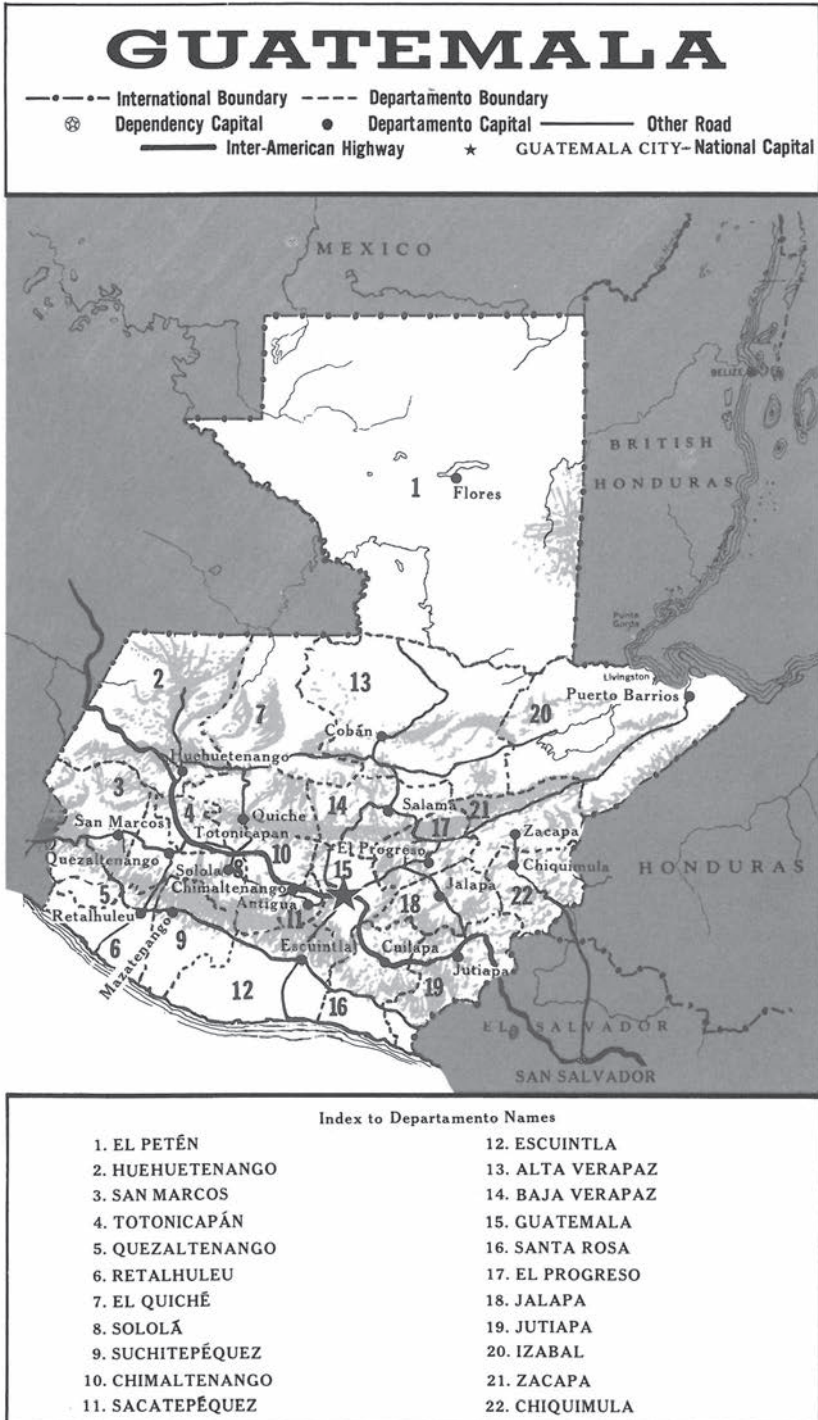 GUATEMALA
International Boundary Departamento Boundary
Dependency Capital Departamento Capital Other Road
Inter-American Highway GUATEMALA CITY-National Capital
MEXICO
BELIZE
BRITISH
HONDURAS
1
Flores
Punta
Gorda
2
13
Livingston
Puerto Barrios
7
20
Cobán
Huehuetenango
3
4
14
Salama
21
San Marcos
Quiche
17
Zacapa
Totonicapan
El Progreso
Quezaltenango
10
15
Chiquimula
HONDURAS
Solola
8
Chimaltenango
Jalapa
22
5
Antigua
11
18
Retalhuleu
6
9
Mazatenango
Escuintla
Cuilapa
Jutiapa
12
16
19
EL SALVADOR
SAN SALVADOR
Index to Departamento Names
1. EL PETÉN
2. HUEHUETENANGO
3. SAN MARCOS
4. TOTONICAPÁN
5. QUEZALTENANGO
6. RETALHULEU
7. EL QUICHÉ
8. SOLOLÁ
9. SUCHITEPÉQUEZ
10. CHIMALTENANGO
11. SACATEPÉQUEZ
12. ESCUINTLA
13. ALTA VERAPAZ
14. BAJA VERAPAZ
15. GUATEMALA
16. SANTA ROSA
17. EL PROGRESO
18. JALAPA
19. JUTIAPA
20. IZABAL
21. ZACAPA
22. CHIQUIMULA